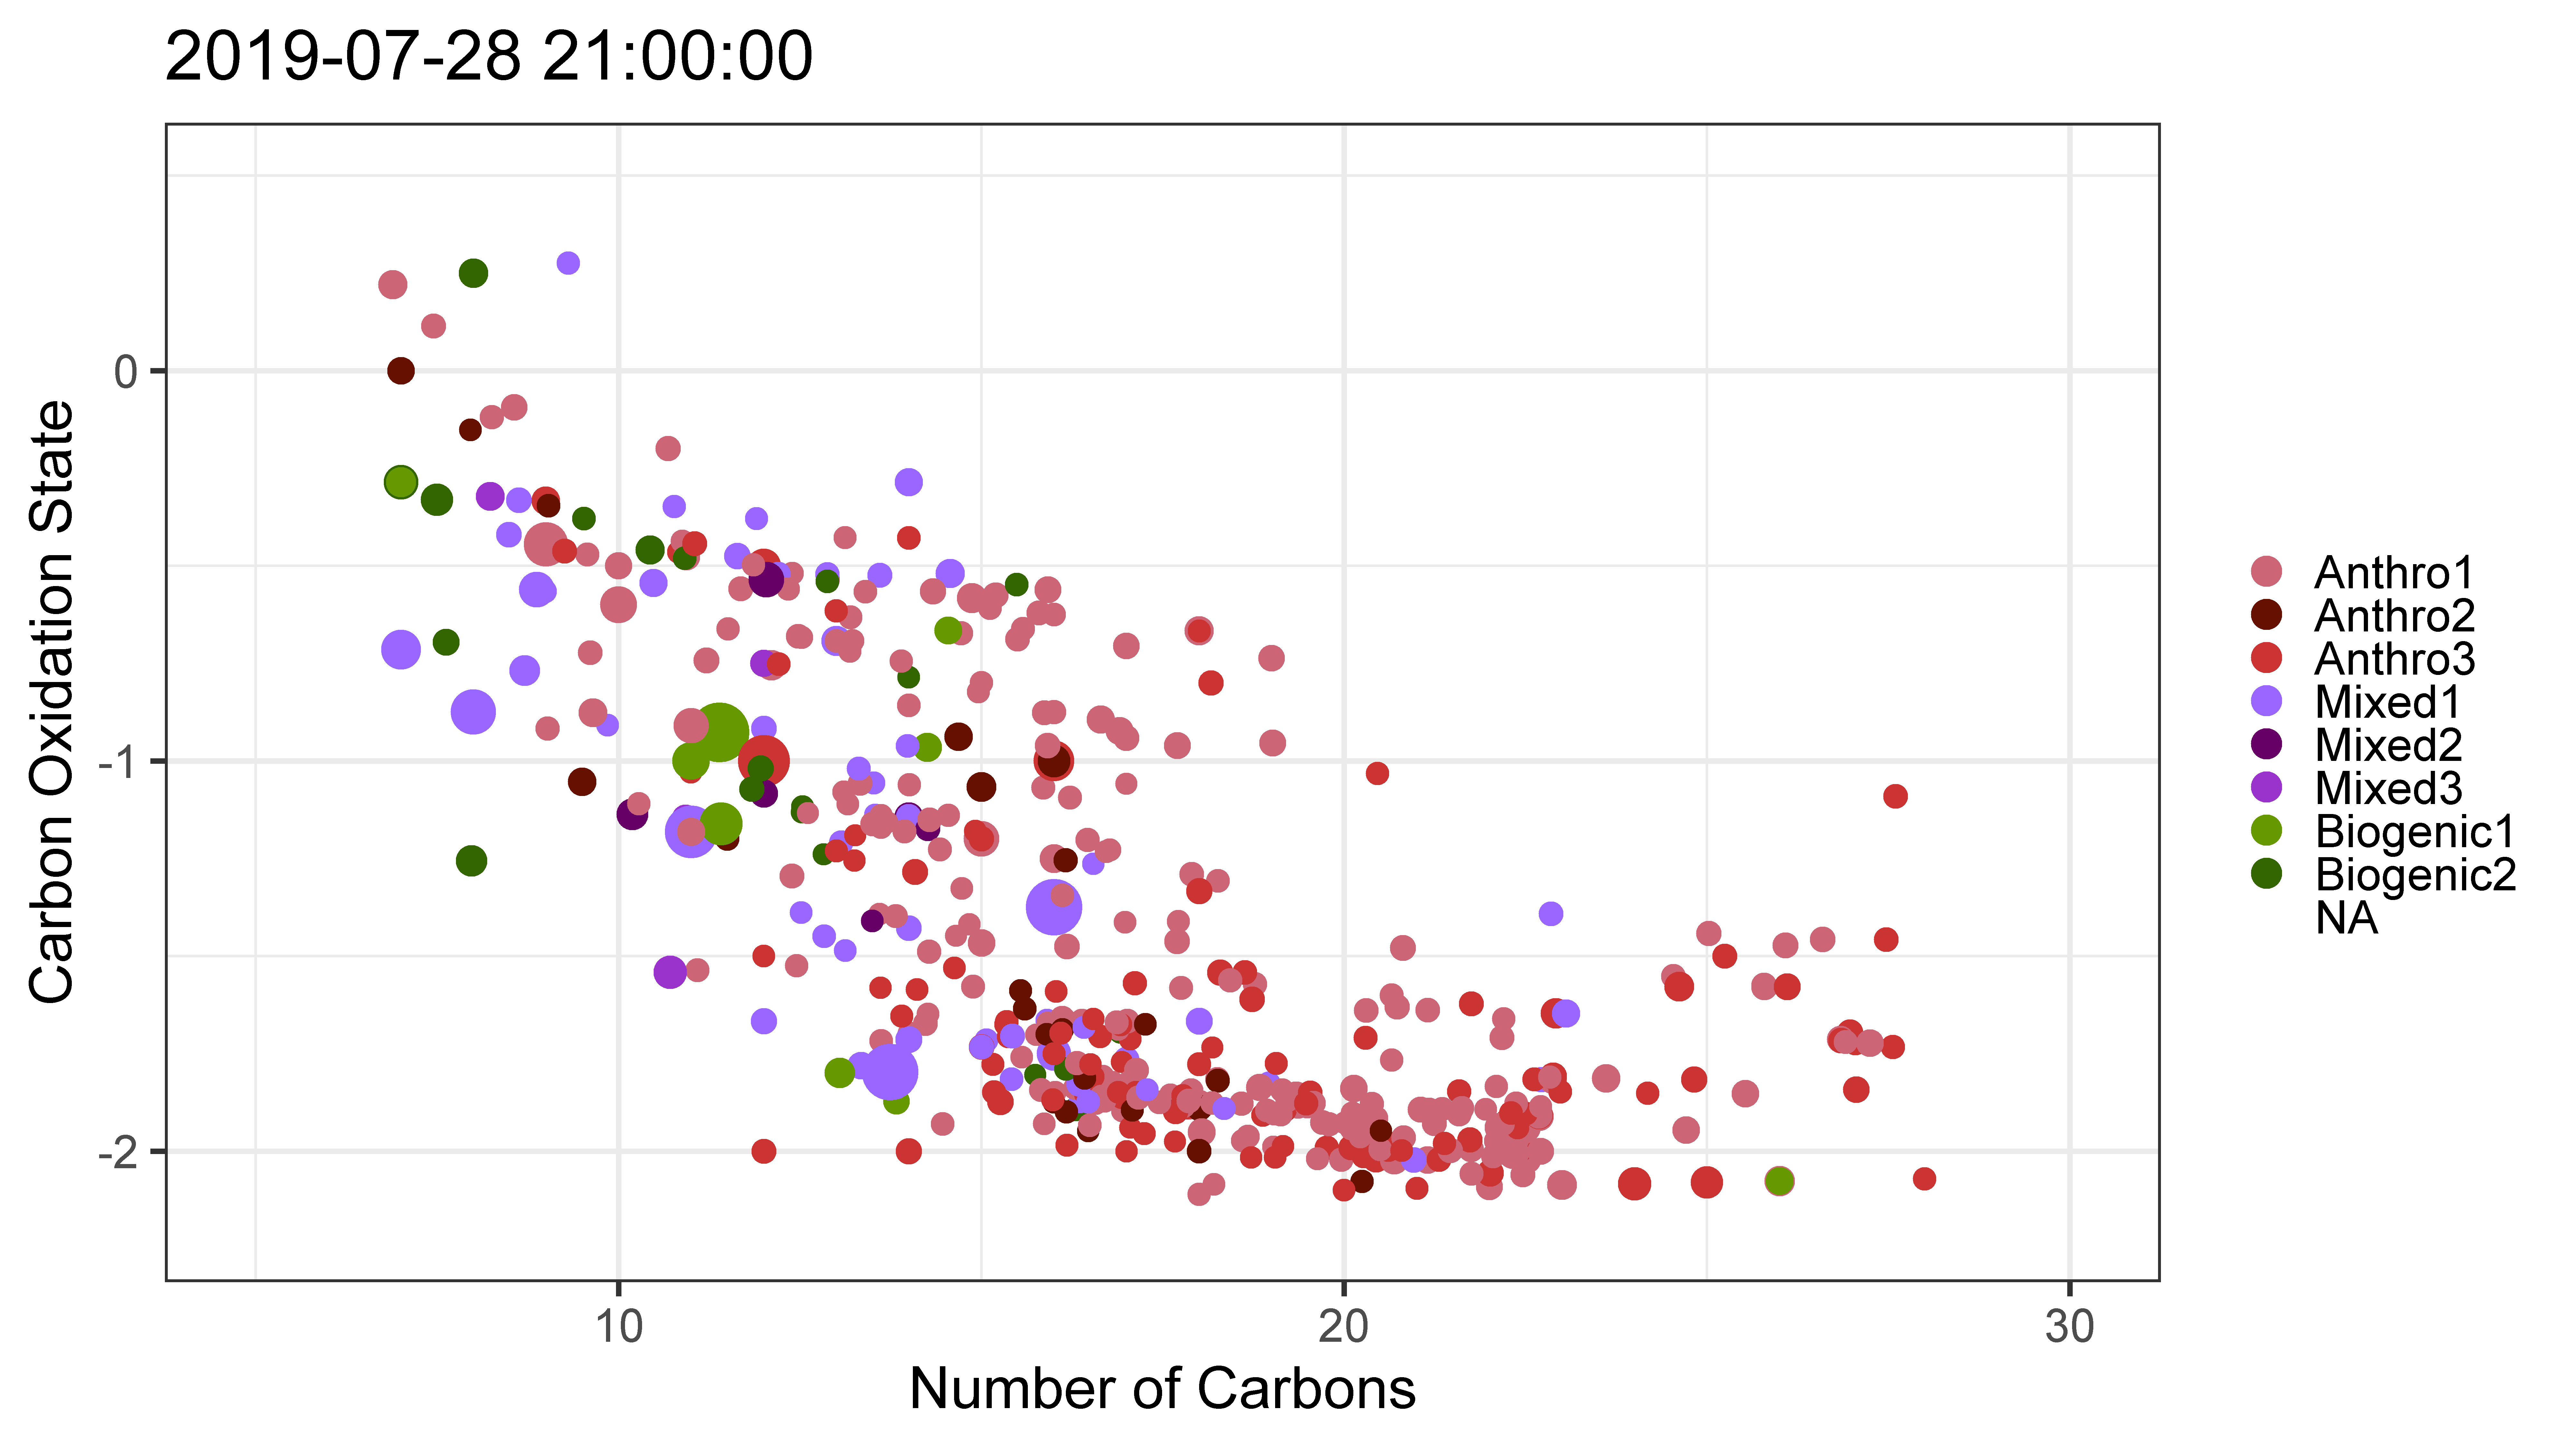 2019-07-28 21:00:00
Carbon Oxidation State
0
-1
-2
10
20
30
Number of Carbons
Anthro1
Anthro2
Anthro3
Mixed1
Mixed2
Mixed3
Biogenic1
Biogenic2
NA